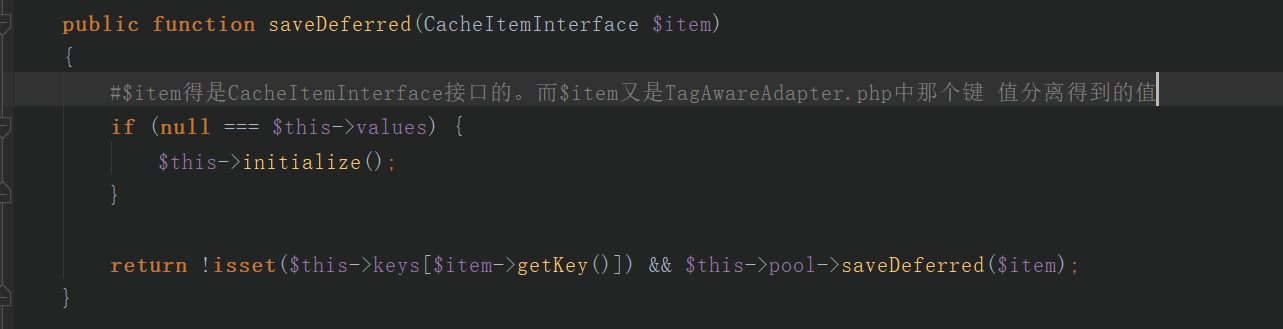 public function saveDeferred(CacheItemInterface $item)
{
#$item得是CacheItemInterface接口的。而$item又是TagAwareAdapter.php中那个键 值分离得到的值
if (null === $this->values) {
$this->initialize();
}
return !isset($this->keys[$item->getKey()]) && $this->pool->saveDeferred($item);
}